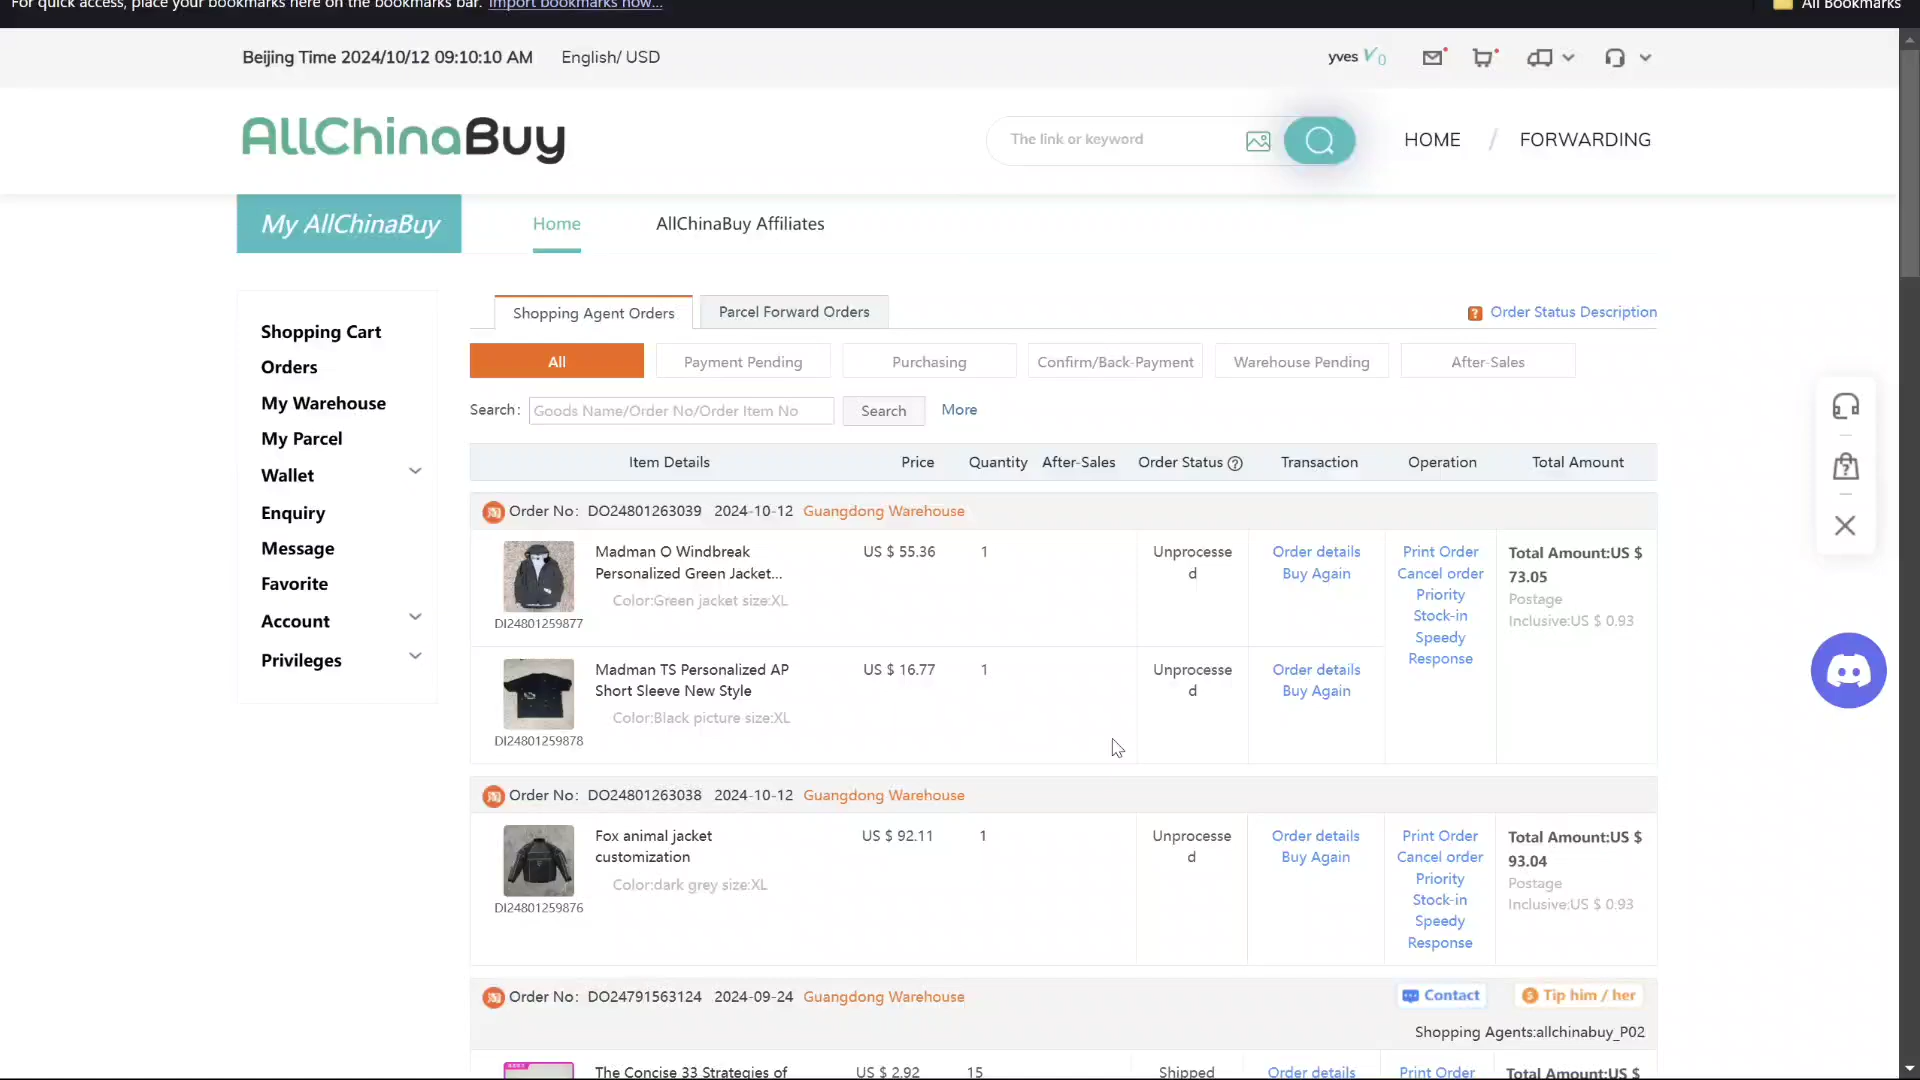 For quick access, place your bookmarks here on the bookmarks bar. Import bookmarks now...
All Bookmarks
Beijing Time 2024/10/12 09:10:10 AM English/ USD
yves V0
AllChinaBuy
The link or keyword
HOME / FORWARDING
My AllChinaBuy
Home
AllChinaBuy Affiliates
Shopping Cart
Orders
My Warehouse
My Parcel
Wallet
Enquiry
Message
Favorite
Account
Privileges
Shopping Agent Orders
Parcel Forward Orders
? Order Status Description
All
Payment Pending
Purchasing
Confirm/Back-Payment
Warehouse Pending
After-Sales
Search: Goods Name/Order No/Order Item No Search More
Item Details Price Quantity After-Sales Order Status ? Transaction Operation Total Amount
Order No: DO24801263039 2024-10-12 Guangdong Warehouse
Madman O Windbreak
Personalized Green Jacket...
Color:Green jacket size:XL
DI24801259877
US $ 55.36
1
Unprocesse
d
Order details
Buy Again
Print Order
Cancel order
Priority
Stock-in
Speedy
Response
Total Amount:US $
73.05
Postage
Inclusive:US $ 0.93
Madman TS Personalized AP
Short Sleeve New Style
Color:Black picture size:XL
DI24801259878
US $ 16.77
1
Unprocesse
d
Order details
Buy Again
Order No: DO24801263038 2024-10-12 Guangdong Warehouse
Fox animal jacket
customization
Color:dark grey size:XL
DI24801259876
US $ 92.11
1
Unprocesse
d
Order details
Buy Again
Print Order
Cancel order
Priority
Stock-in
Speedy
Response
Total Amount:US $
93.04
Postage
Inclusive:US $ 0.93
Order No: DO24791563124 2024-09-24 Guangdong Warehouse
Contact
Tip him / her
Shopping Agents:allchinabuy_P02
The Concise 33 Strategies of
US $ 2.92
15
Shipped
Order details
Print Order
Total Amount:US $